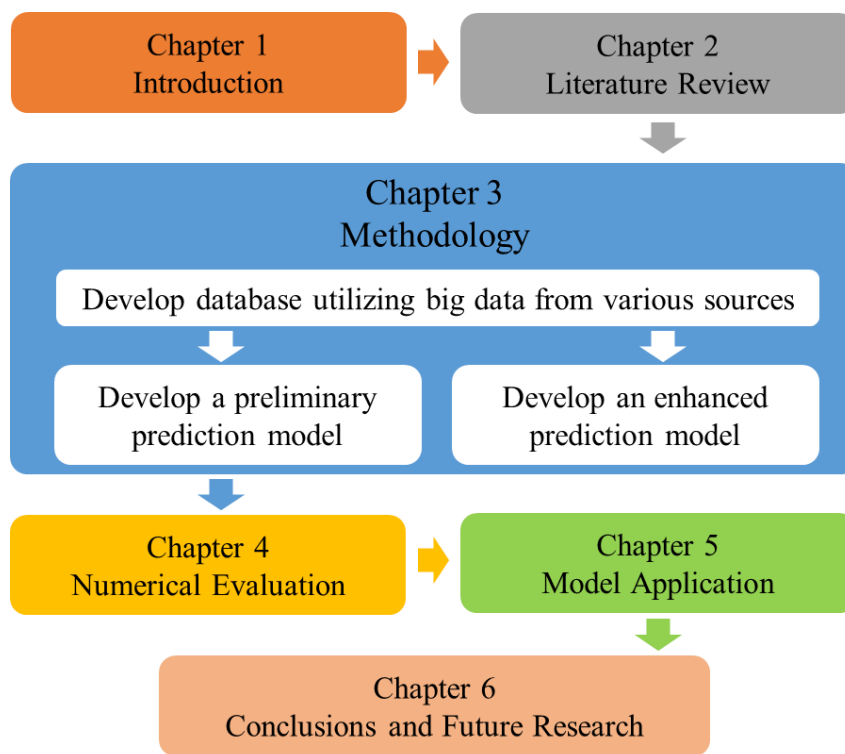 Chapter 1
Introduction
Chapter 2
Literature Review
Chapter 3
Methodology
Develop database utilizing big data from various sources
Develop a preliminary
prediction model
Develop an enhanced
prediction model
Chapter 4
Numerical Evaluation
Chapter 5
Model Application
Chapter 6
Conclusions and Future Research